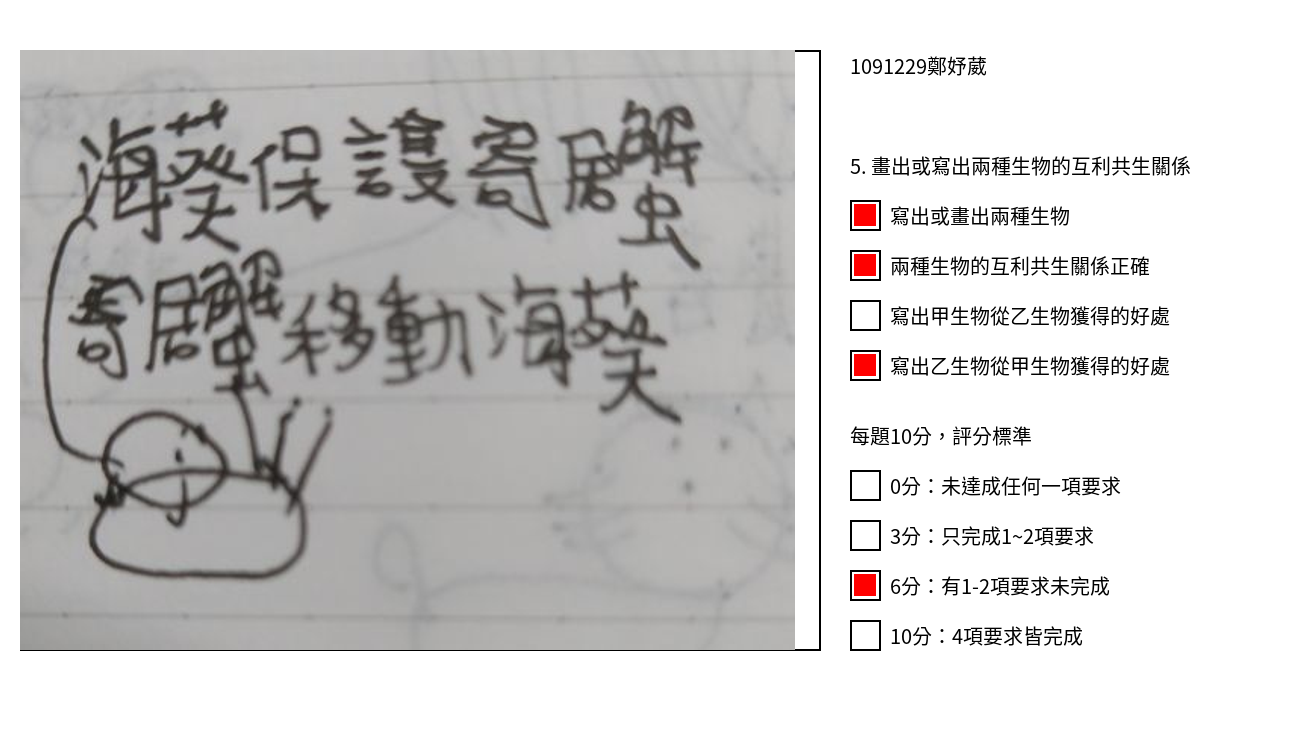 海葵保護寄居蟹
寄居蟹移動海葵
1091229鄭妤葳
5. 畫出或寫出兩種生物的互利共生關係
寫出或畫出兩種生物
兩種生物的互利共生關係正確
寫出甲生物從乙生物獲得的好處
寫出乙生物從甲生物獲得的好處
每題10分，評分標準
0分：未達成任何一項要求
3分：只完成1~2項要求
6分：有1-2項要求未完成
10分：4項要求皆完成